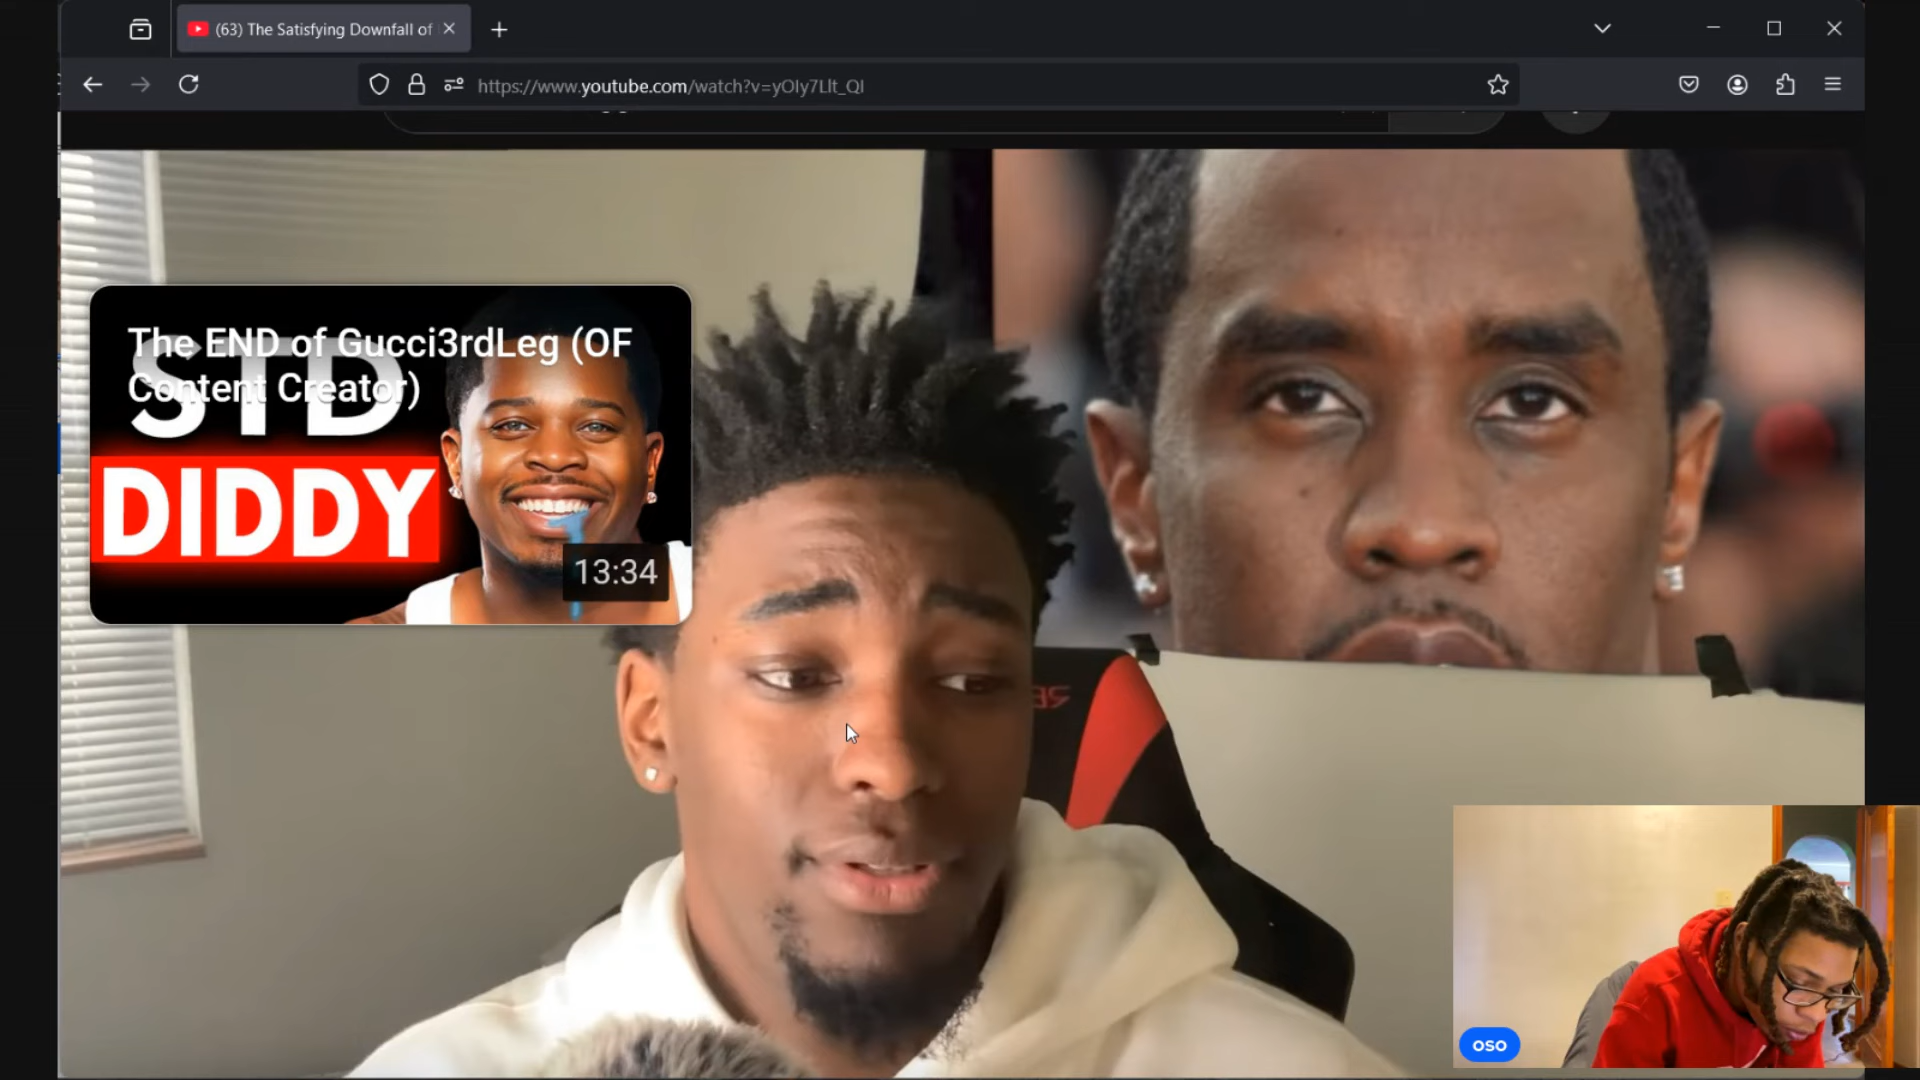 (63) The Satisfying Downfall of
https://www.youtube.com/watch?v=yOly7Llt_QI
The END of Gucci3rdLeg (OF
Content Creator)
STD
DIDDY
13:34
oso